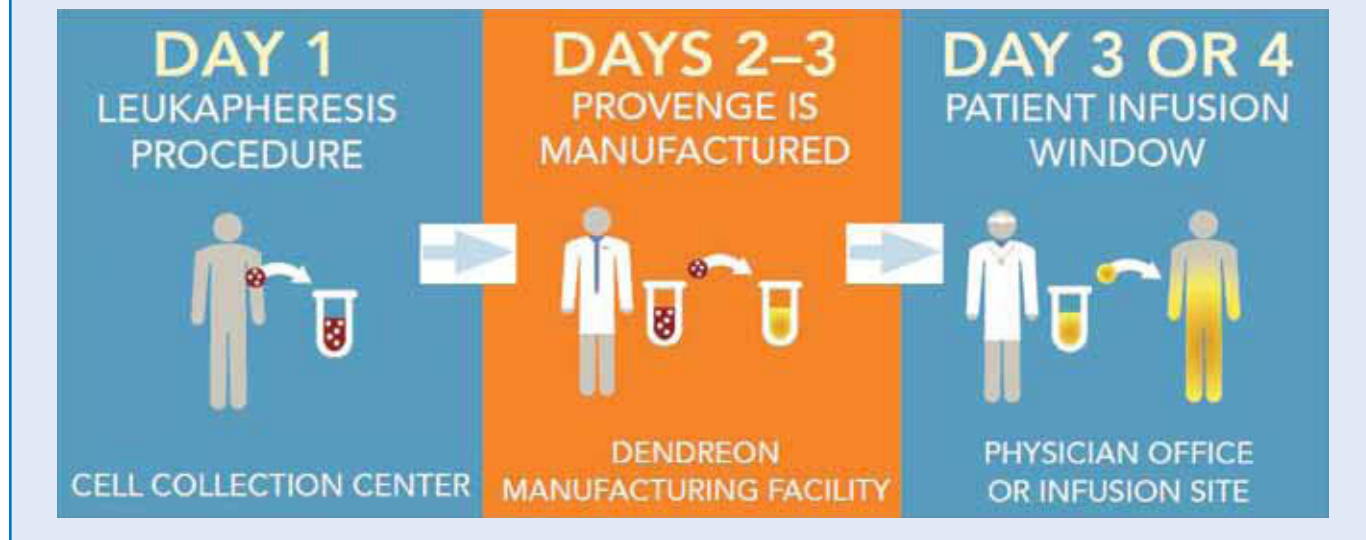 DAY 1
LEUKAPHERESIS
PROCEDURE
CELL COLLECTION CENTER
DAYS 2–3
PROVENGE IS
MANUFACTURED
DENDREON
MANUFACTURING FACILITY
DAY 3 OR 4
PATIENT INFUSION
WINDOW
PHYSICIAN OFFICE
OR INFUSION SITE